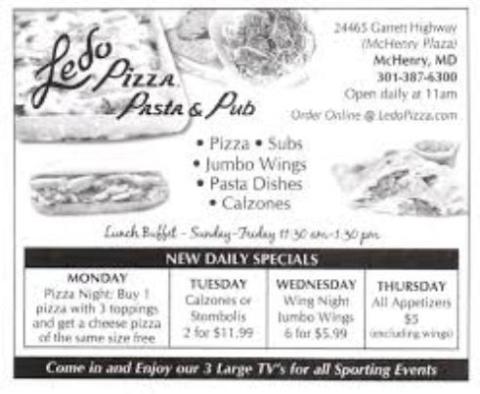 Ledo
PIZZA
PASTA & PUB
24465 Garrett Highway
(McHenry Plaza)
McHenry, MD
301-387-6300
Open daily at 11am
Order Online @ LedoPizza.com
• Pizza • Subs
• Jumbo Wings
• Pasta Dishes
• Calzones
Lunch Buffet - Sunday-Friday 11:30 am-1:30 pm
NEW DAILY SPECIALS
MONDAY
Pizza Night: Buy 1
pizza with 3 toppings
and get a cheese pizza
of the same size free
TUESDAY
Calzones or
Stombolis
2 for $11.99
WEDNESDAY
Wing Night
Jumbo Wings
6 for $5.99
THURSDAY
All Appetizers
$5
(excluding wings)
Come in and Enjoy our 3 Large TV's for all Sporting Events